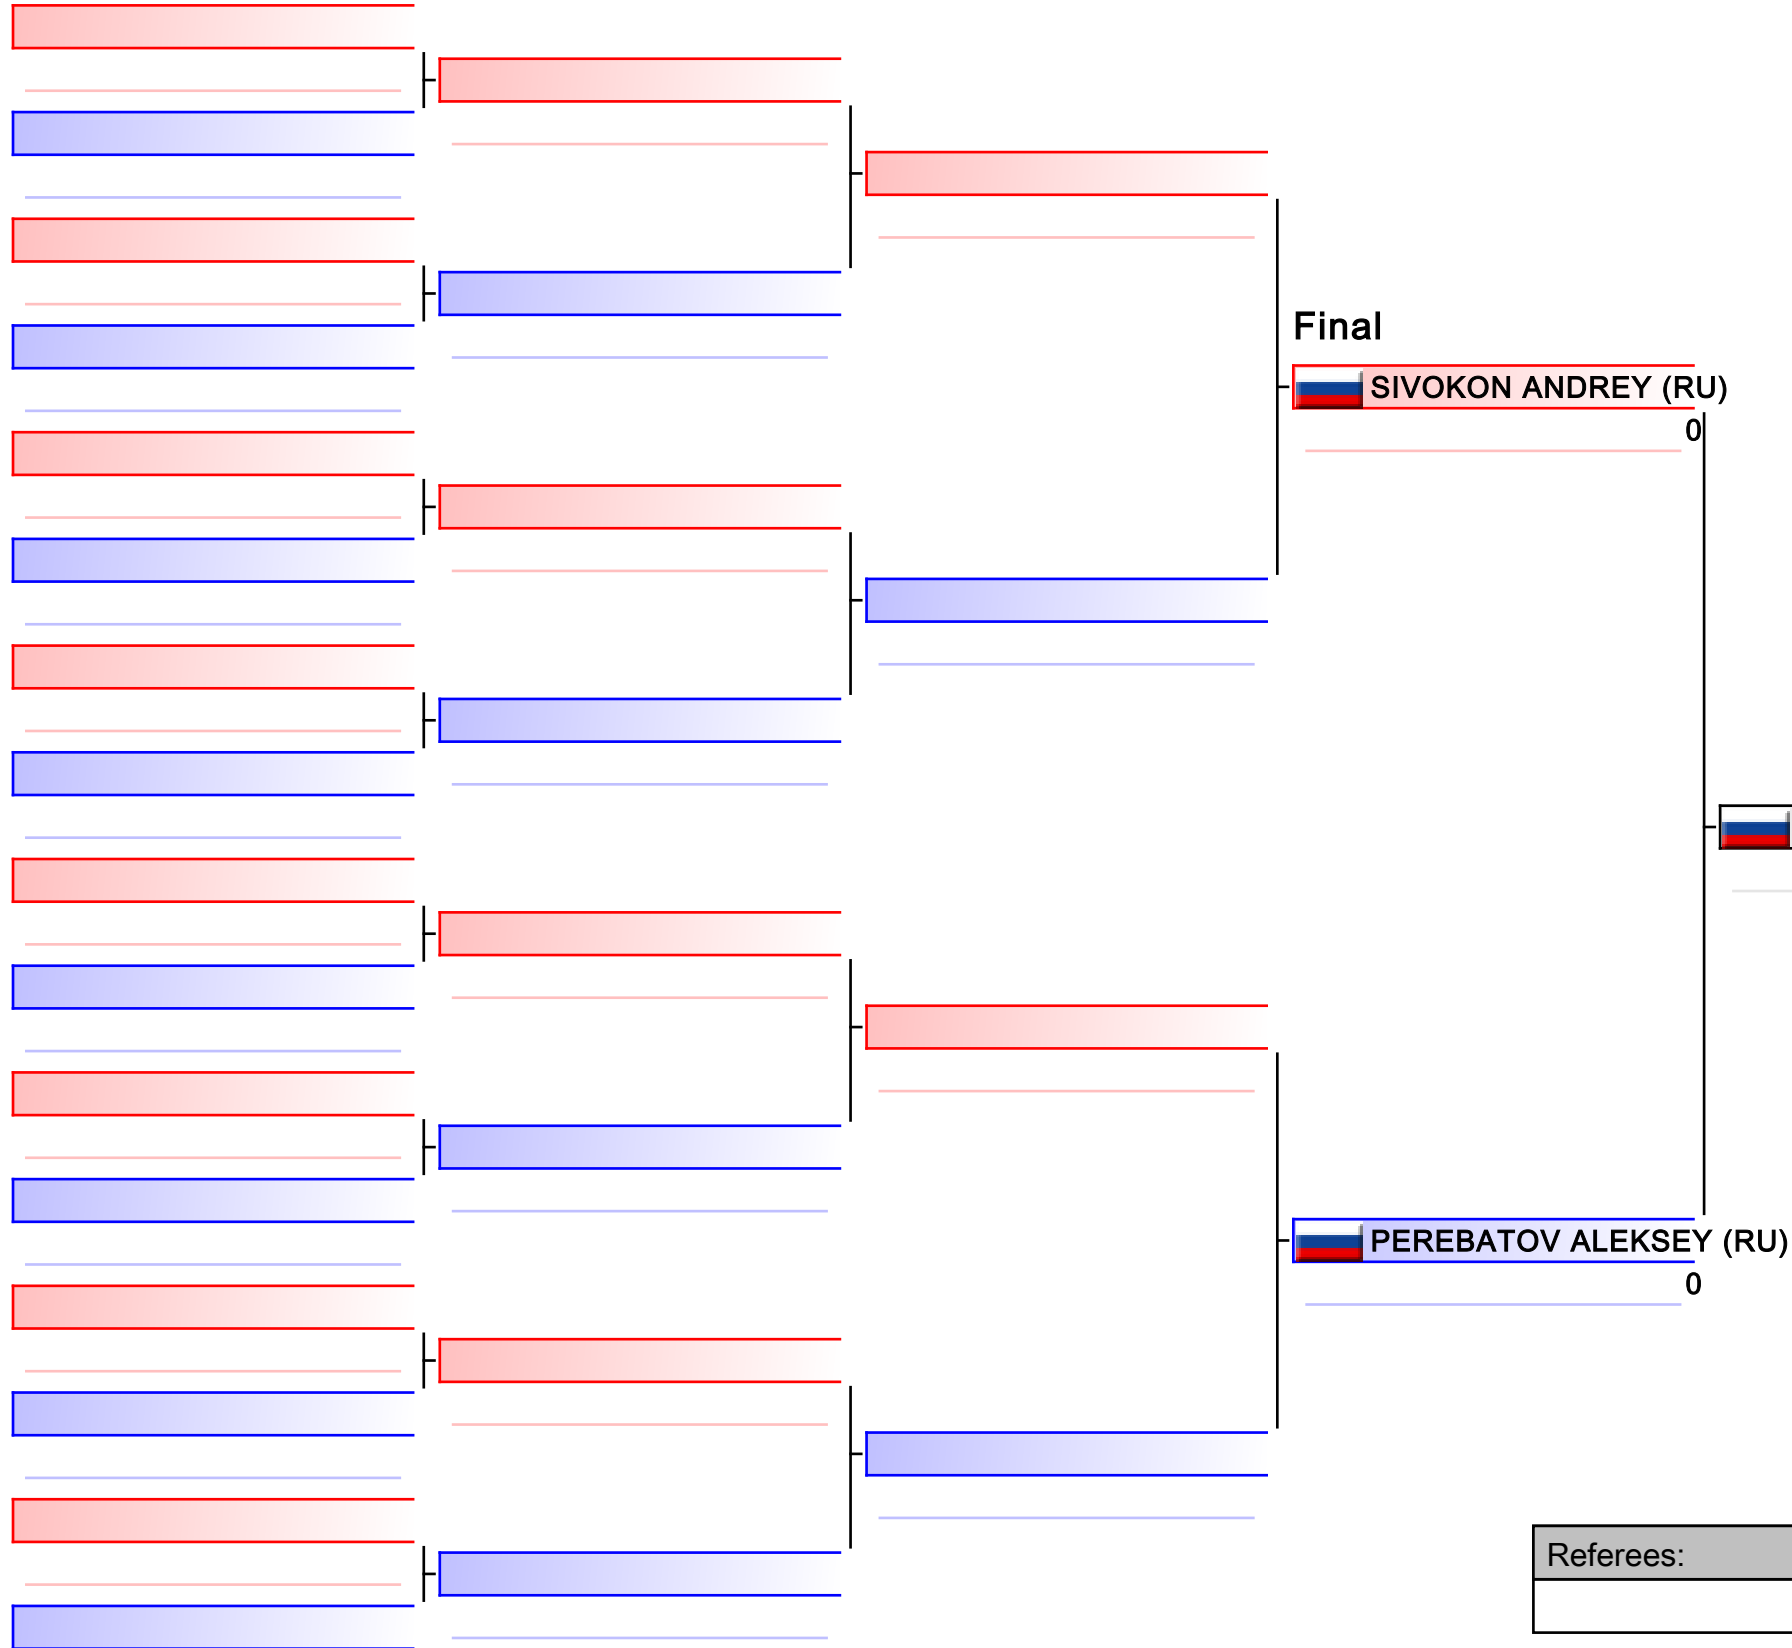 Final
SIVOKON ANDREY (RU)
0
PEREBATOV ALEKSEY (RU)
0
Referees: